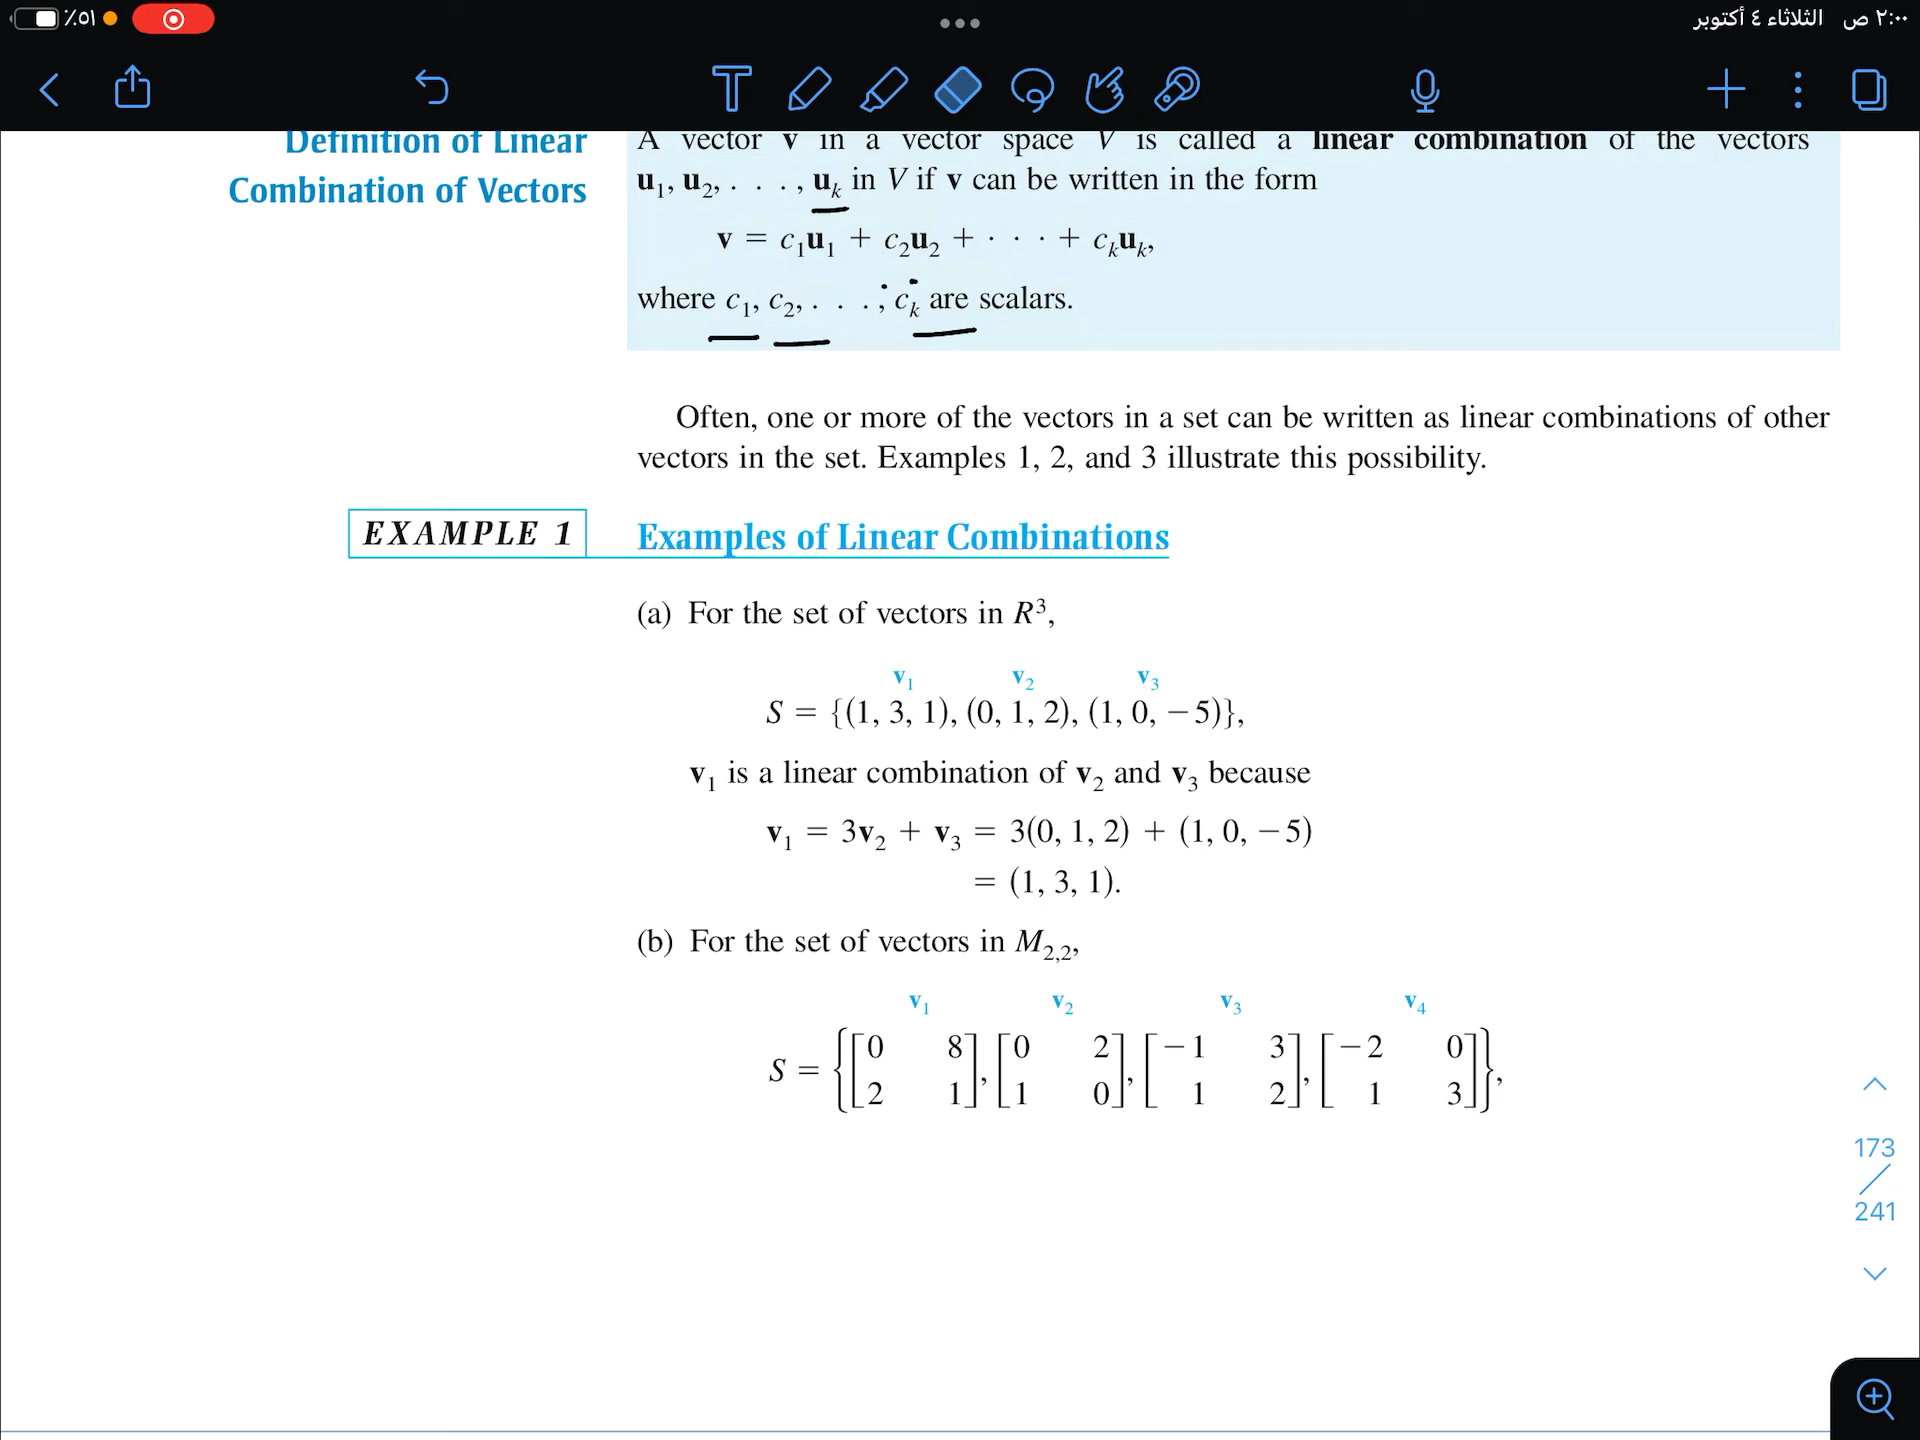 ٪٥١
٢:٠٠ ص الثلاثاء ٤ أكتوبر
T
Definition of Linear
Combination of Vectors
A vector v in a vector space V is called a linear combination of the vectors
u₁, u₂, . . . , uₖ in V if v can be written in the form
v = c₁u₁ + c₂u₂ + · · · + cₖuₖ,
where c₁, c₂, . . . , cₖ are scalars.
Often, one or more of the vectors in a set can be written as linear combinations of other
vectors in the set. Examples 1, 2, and 3 illustrate this possibility.
EXAMPLE 1
Examples of Linear Combinations
(a) For the set of vectors in R³,
v₁ v₂ v₃
S = {(1, 3, 1), (0, 1, 2), (1, 0, −5)},
v₁ is a linear combination of v₂ and v₃ because
v₁ = 3v₂ + v₃ = 3(0, 1, 2) + (1, 0, −5)
= (1, 3, 1).
(b) For the set of vectors in M₂,₂,
v₁ v₂ v₃ v₄
S = {[0 8 2 1], [0 2 1 0], [−1 3 1 2], [−2 0 1 3]},
173
/
241